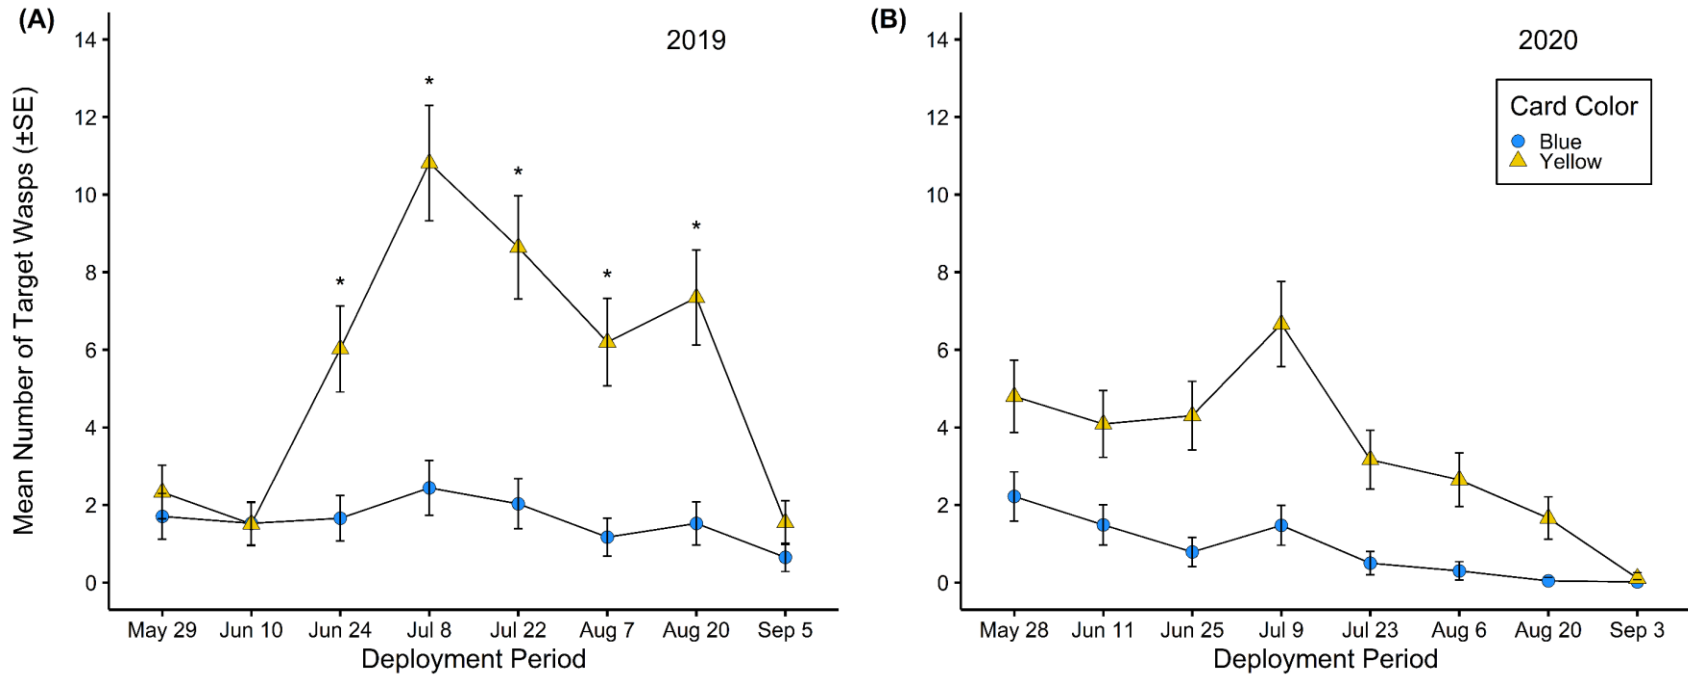 (A)
2019
Mean Number of Target Wasps (±SE)
14
12
10
8
6
4
2
0
*
*
*
*
*
May 29 Jun 10 Jun 24 Jul 8 Jul 22 Aug 7 Aug 20 Sep 5
Deployment Period
(B)
2020
14
12
10
8
6
4
2
0
Card Color
Blue
Yellow
May 28 Jun 11 Jun 25 Jul 9 Jul 23 Aug 6 Aug 20 Sep 3
Deployment Period